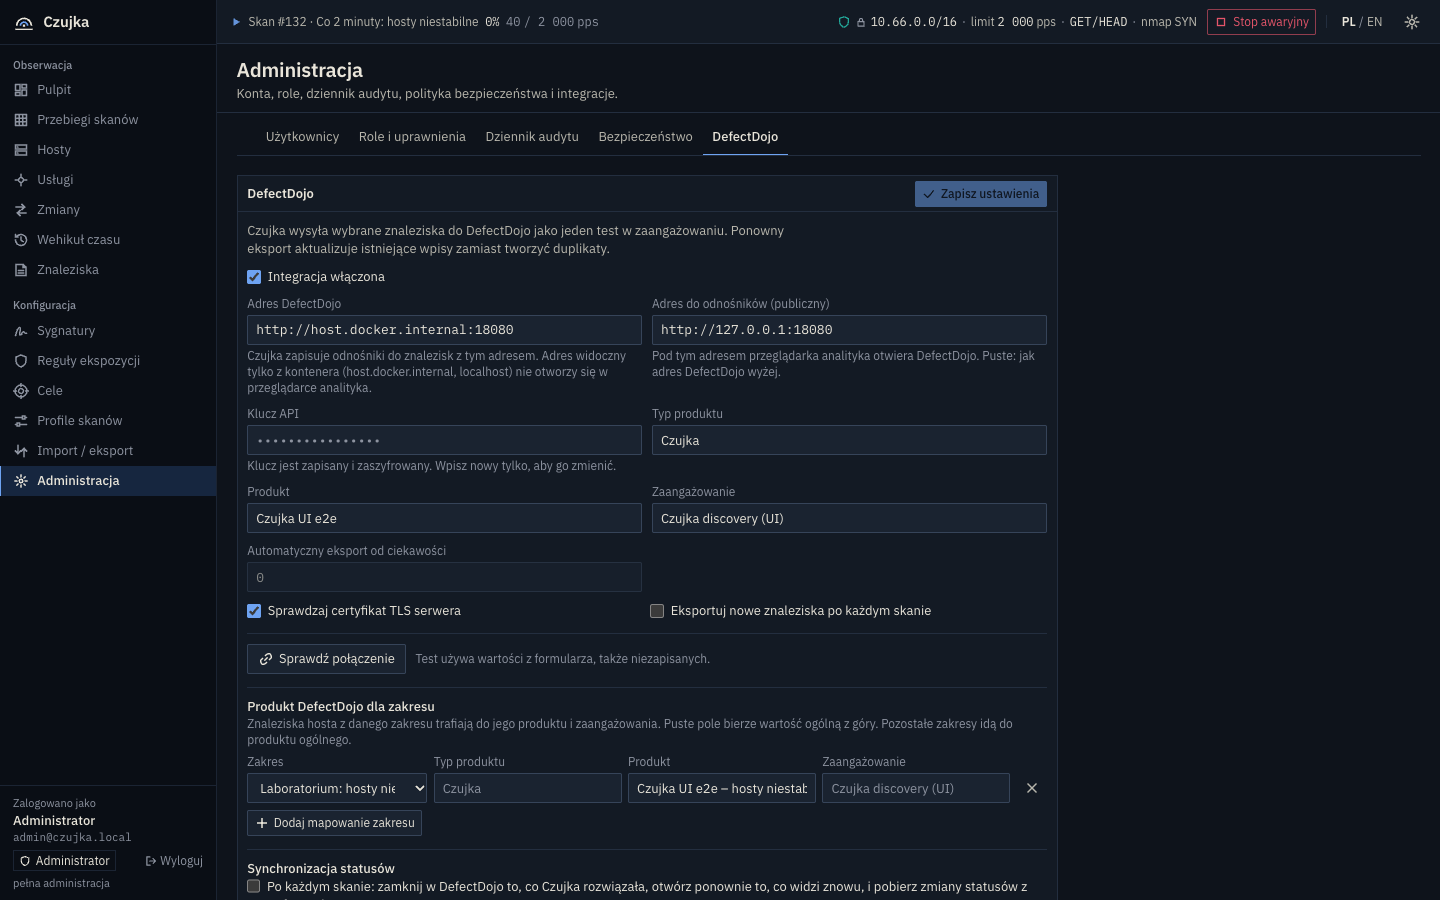 Czujka
Skan #132 · Co 2 minuty: hosty niestabilne 0% 40 / 2 000 pps
10.66.0.0/16 · limit 2 000 pps · GET/HEAD · nmap SYN
Stop awaryjny
PL / EN
Obserwacja
Pulpit
Przebiegi skanów
Hosty
Usługi
Zmiany
Wehikuł czasu
Znaleziska
Konfiguracja
Sygnatury
Reguły ekspozycji
Cele
Profile skanów
Import / eksport
Administracja
Zalogowano jako
Administrator
admin@czujka.local
Administrator
Wyloguj
pełna administracja
Administracja
Konta, role, dziennik audytu, polityka bezpieczeństwa i integracje.
Użytkownicy
Role i uprawnienia
Dziennik audytu
Bezpieczeństwo
DefectDojo
DefectDojo
Zapisz ustawienia
Czujka wysyła wybrane znaleziska do DefectDojo jako jeden test w zaangażowaniu. Ponowny
eksport aktualizuje istniejące wpisy zamiast tworzyć duplikaty.
Integracja włączona
Adres DefectDojo
http://host.docker.internal:18080
Czujka zapisuje odnośniki do znalezisk z tym adresem. Adres widoczny
tylko z kontenera (host.docker.internal, localhost) nie otworzy się w
przeglądarce analityka.
Adres do odnośników (publiczny)
http://127.0.0.1:18080
Pod tym adresem przeglądarka analityka otwiera DefectDojo. Puste: jak
adres DefectDojo wyżej.
Klucz API
••••••••••••••••
Klucz jest zapisany i zaszyfrowany. Wpisz nowy tylko, aby go zmienić.
Typ produktu
Czujka
Produkt
Czujka UI e2e
Zaangażowanie
Czujka discovery (UI)
Automatyczny eksport od ciekawości
0
Sprawdzaj certyfikat TLS serwera
Eksportuj nowe znaleziska po każdym skanie
Sprawdź połączenie
Test używa wartości z formularza, także niezapisanych.
Produkt DefectDojo dla zakresu
Znaleziska hosta z danego zakresu trafiają do jego produktu i zaangażowania. Puste pole bierze wartość ogólną z góry. Pozostałe zakresy idą do
produktu ogólnego.
Zakres
Typ produktu
Produkt
Zaangażowanie
Laboratorium: hosty nie
Czujka
Czujka UI e2e – hosty niestab
Czujka discovery (UI)
Dodaj mapowanie zakresu
Synchronizacja statusów
Po każdym skanie: zamknij w DefectDojo to, co Czujka rozwiązała, otwórz ponownie to, co widzi znowu, i pobierz zmiany statusów z